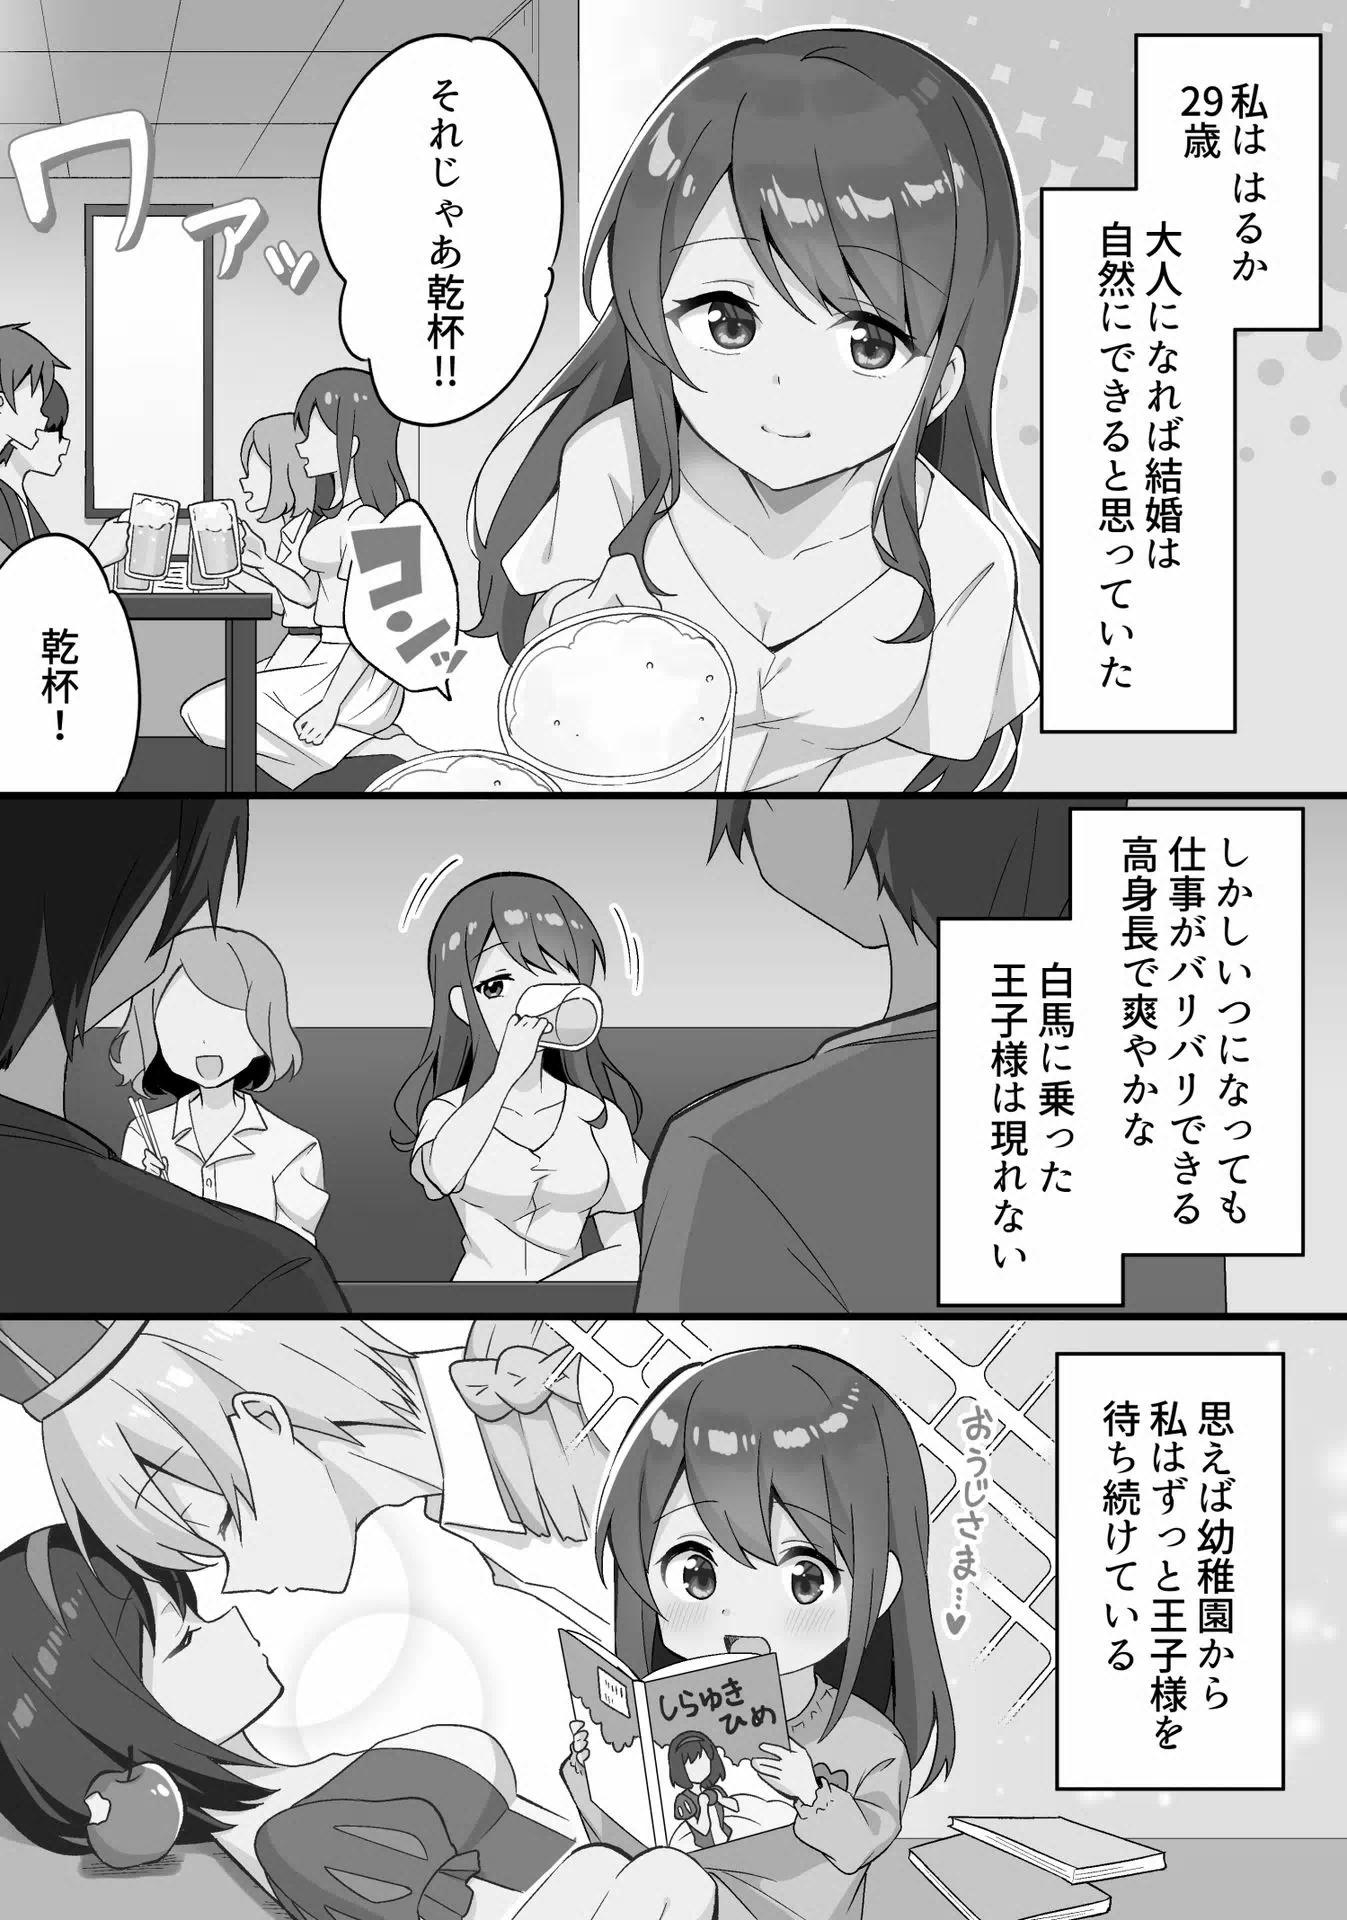 私は はるか
29歳
大人になれば結婚は
自然にできると思っていた
それじゃあ乾杯!!
ワァッ
コンッ
乾杯!
しかしいつになっても
仕事がバリバリできる
高身長で爽やかな
白馬に乗った
王子様は現れない
思えば幼稚園から
私はずっと王子様を
待ち続けている
おうじさま…♥
しらゆき
ひめ